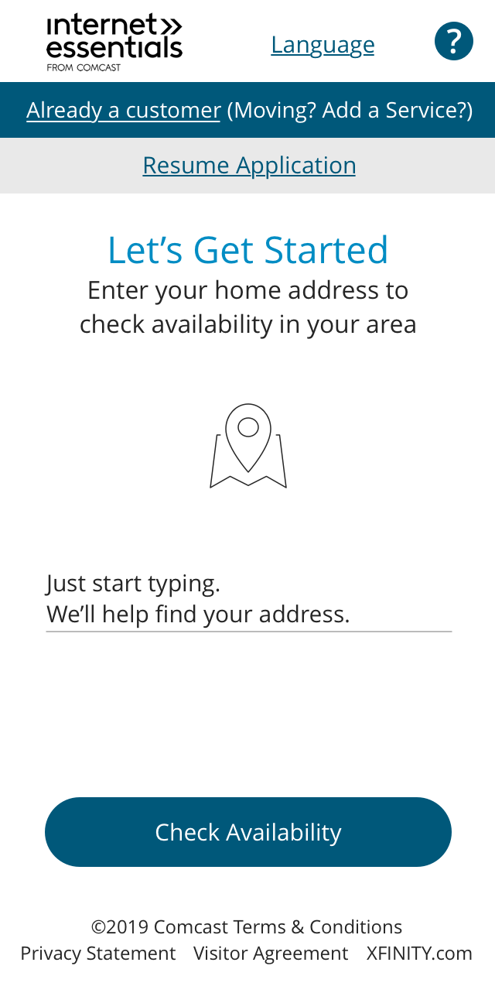 internet
essentials
FROM COMCAST
Language
?
Already a customer (Moving? Add a Service?)
Resume Application
Let’s Get Started
Enter your home address to
check availability in your area
Just start typing.
We’ll help find your address.
Check Availability
©2019 Comcast Terms & Conditions
Privacy Statement Visitor Agreement XFINITY.com